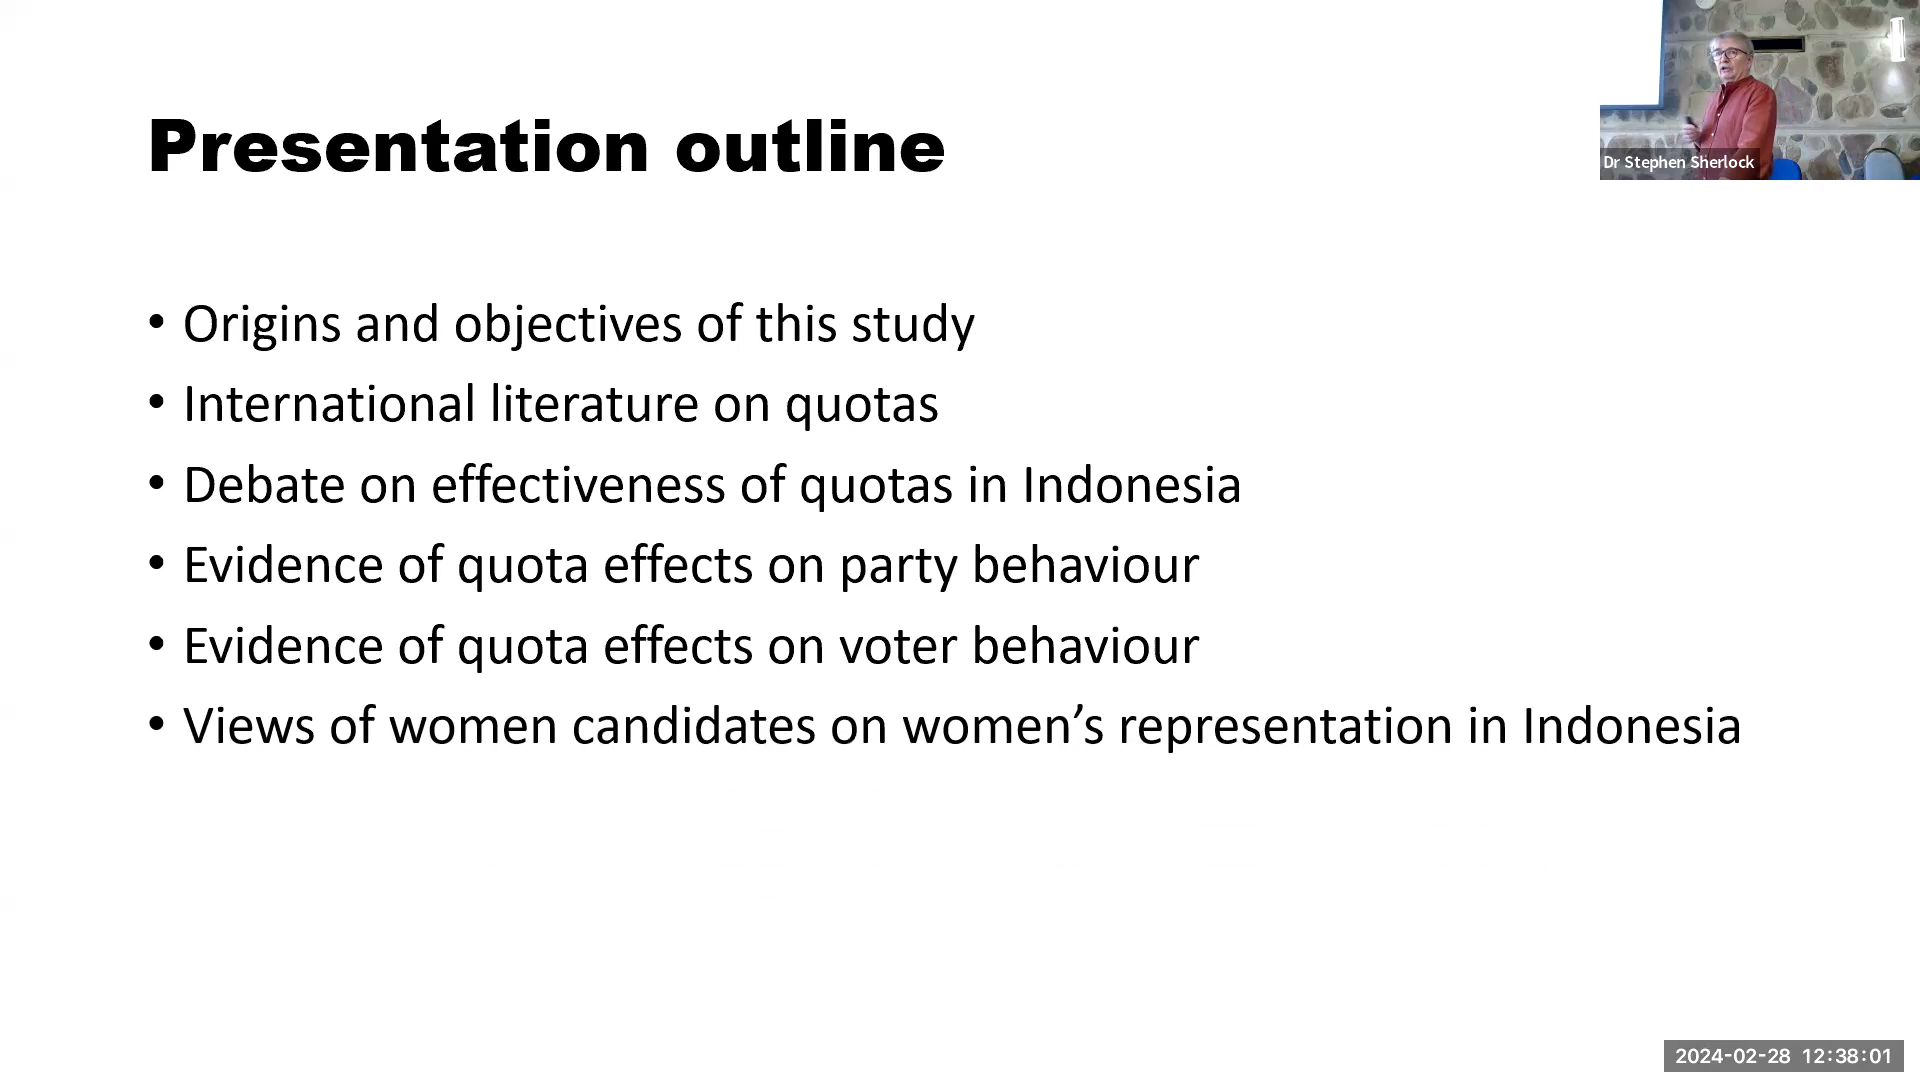 Presentation outline
Dr Stephen Sherlock
• Origins and objectives of this study
• International literature on quotas
• Debate on effectiveness of quotas in Indonesia
• Evidence of quota effects on party behaviour
• Evidence of quota effects on voter behaviour
• Views of women candidates on women’s representation in Indonesia
2024-02-28 12:38:01